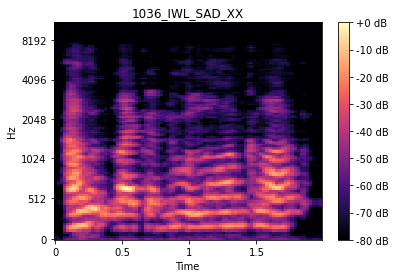 1036_IWL_SAD_XX
8192
4096
2048
1024
512
0
Hz
0
0.5
1
1.5
Time
+0 dB
-10 dB
-20 dB
-30 dB
-40 dB
-50 dB
-60 dB
-70 dB
-80 dB